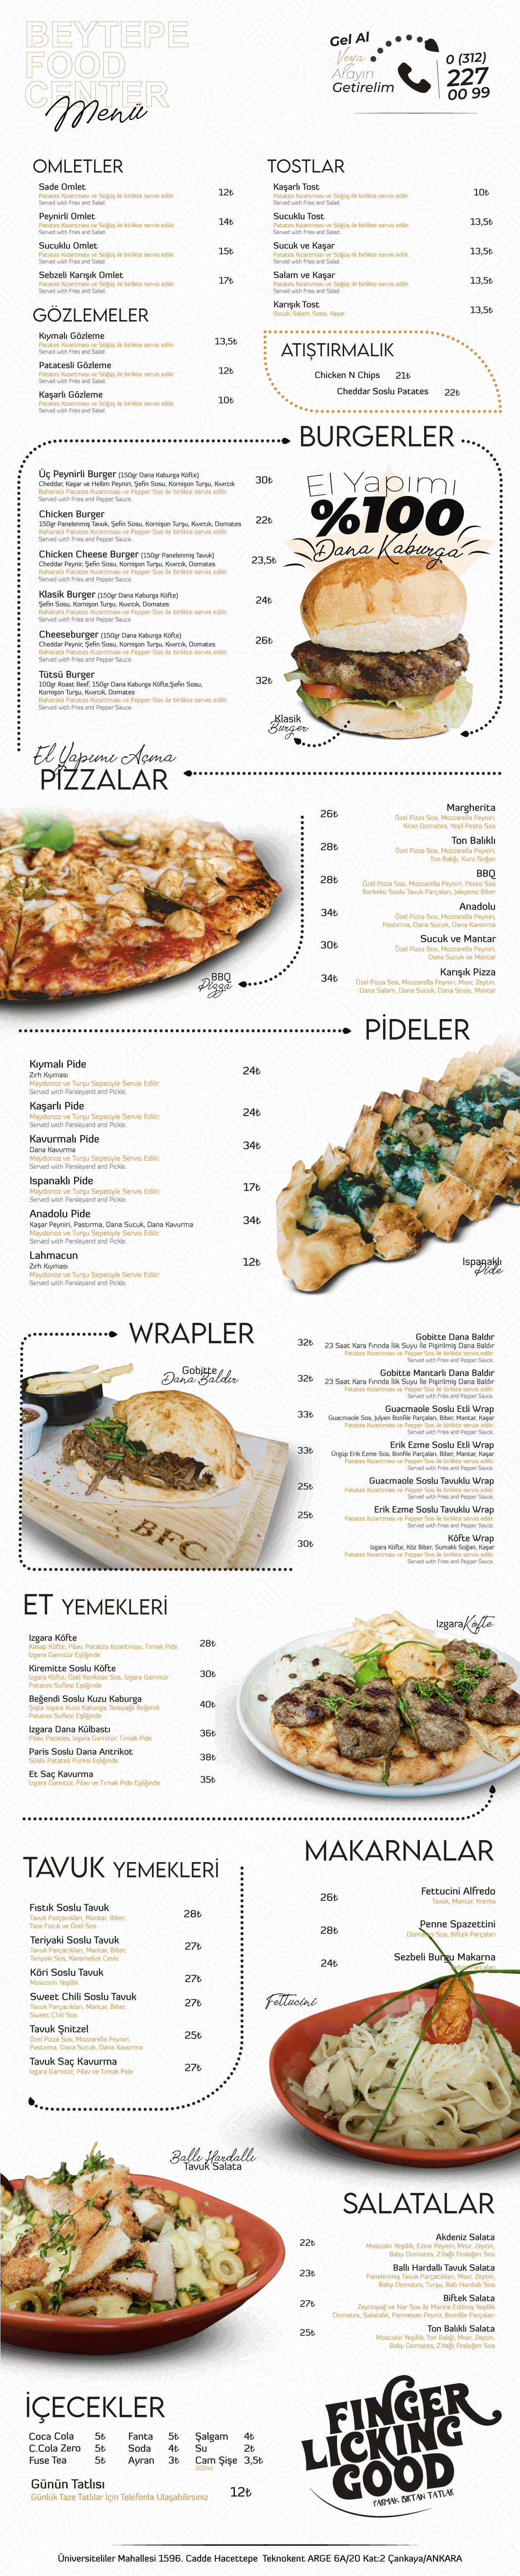 BEYTEPE
FOOD
CENTER
Menü
Gel Al
Veya
Arayın
Getirelim
0 (312)
227
00 99
OMLETLER
Sade Omlet 12₺
Patates Kızartması ve Söğüş ile birlikte servis edilir.
Served with Fries and Salad
Peynirli Omlet 14₺
Patates Kızartması ve Söğüş ile birlikte servis edilir.
Served with Fries and Salad
Sucuklu Omlet 15₺
Patates Kızartması ve Söğüş ile birlikte servis edilir.
Served with Fries and Salad
Sebzeli Karışık Omlet 17₺
Patates Kızartması ve Söğüş ile birlikte servis edilir.
Served with Fries and Salad
TOSTLAR
Kaşarlı Tost 10₺
Patates Kızartması ve Söğüş ile birlikte servis edilir.
Served with Fries and Salad
Sucuklu Tost 13,5₺
Patates Kızartması ve Söğüş ile birlikte servis edilir.
Served with Fries and Salad
Sucuk ve Kaşar 13,5₺
Patates Kızartması ve Söğüş ile birlikte servis edilir.
Served with Fries and Salad
Salam ve Kaşar 13,5₺
Patates Kızartması ve Söğüş ile birlikte servis edilir.
Served with Fries and Salad
Karışık Tost 13,5₺
Sucuk, Salam, Sosis, Kaşar
GÖZLEMELER
Kıymalı Gözleme 13,5₺
Patates Kızartması ve Söğüş ile birlikte servis edilir.
Served with Fries and Salad
Patatesli Gözleme 12₺
Patates Kızartması ve Söğüş ile birlikte servis edilir.
Served with Fries and Salad
Kaşarlı Gözleme 10₺
Patates Kızartması ve Söğüş ile birlikte servis edilir.
Served with Fries and Salad
ATIŞTIRMALIK
Chicken N Chips 21₺
Cheddar Soslu Patates 22₺
BURGERLER
Üç Peynirli Burger (150gr Dana Kaburga Köfte) 30₺
Cheddar, Kaşar ve Hellim Peyniri, Şefin Sosu, Kornişon Turşu, Kıvırcık
Baharatlı Patates Kızartması ve Pepper Sos ile birlikte servis edilir.
Served with Fries and Pepper Sauce.
Chicken Burger 22₺
150gr Panelenmiş Tavuk, Şefin Sosu, Kornişon Turşu, Kıvırcık, Domates
Baharatlı Patates Kızartması ve Pepper Sos ile birlikte servis edilir.
Served with Fries and Pepper Sauce.
Chicken Cheese Burger (150gr Panelenmiş Tavuk) 23,5₺
Cheddar Peynir, Şefin Sosu, Kornişon Turşu, Kıvırcık, Domates
Baharatlı Patates Kızartması ve Pepper Sos ile birlikte servis edilir.
Served with Fries and Pepper Sauce.
Klasik Burger (150gr Dana Kaburga Köfte) 24₺
Şefin Sosu, Kornişon Turşu, Kıvırcık, Domates
Baharatlı Patates Kızartması ve Pepper Sos ile birlikte servis edilir.
Served with Fries and Pepper Sauce.
Cheeseburger (150gr Dana Kaburga Köfte) 26₺
Cheddar Peynir, Şefin Sosu, Kornişon Turşu, Kıvırcık, Domates
Baharatlı Patates Kızartması ve Pepper Sos ile birlikte servis edilir.
Served with Fries and Pepper Sauce.
Tütsü Burger 32₺
100gr Roast Beef, 150gr Dana Kaburga Köfte,Şefin Sosu,
Kornişon Turşu, Kıvırcık, Domates
Baharatlı Patates Kızartması ve Pepper Sos ile birlikte servis edilir.
Served with Fries and Pepper Sauce.
El Yapımı
%100
Dana Kaburga
Klasik
Burger
El Yapımı Açma
PİZZALAR
26₺ Margherita
Özel Pizza Sos, Mozzarella Peyniri,
Kiraz Domates, Yeşil Pesto Sos
28₺ Ton Balıklı
Özel Pizza Sos, Mozzarella Peyniri,
Ton Balığı, Kuru Soğan
28₺ BBQ
Özel Pizza Sos, Mozzarella Peyniri, Pesto Sos
Barbekü Soslu Tavuk Parçaları, Jalepeno Biber
34₺ Anadolu
Özel Pizza Sos, Mozzarella Peyniri,
Pastırma, Dana Sucuk, Dana Kavurma
30₺ Sucuk ve Mantar
Özel Pizza Sos, Mozzarella Peyniri,
Dana Sucuk ve Mantar
34₺ Karışık Pizza
Özel Pizza Sos, Mozzarella Peyniri, Mısır, Zeytin,
Dana Salam, Dana Sucuk, Dana Sosis, Mantar
BBQ
Pizza
PİDELER
Kıymalı Pide 24₺
Zırh Kıyması
Maydonoz ve Turşu Sepetiyle Servis Edilir.
Served with Parsleyand and Pickle.
Kaşarlı Pide 24₺
Maydonoz ve Turşu Sepetiyle Servis Edilir.
Served with Parsleyand and Pickle.
Kavurmalı Pide 34₺
Dana Kavurma
Maydonoz ve Turşu Sepetiyle Servis Edilir.
Served with Parsleyand and Pickle.
Ispanaklı Pide 17₺
Maydonoz ve Turşu Sepetiyle Servis Edilir.
Served with Parsleyand and Pickle.
Anadolu Pide 34₺
Kaşar Peyniri, Pastırma, Dana Sucuk, Dana Kavurma
Maydonoz ve Turşu Sepetiyle Servis Edilir.
Served with Parsleyand and Pickle.
Lahmacun 12₺
Zırh Kıyması
Maydonoz ve Turşu Sepetiyle Servis Edilir.
Served with Parsleyand and Pickle.
Ispanaklı
Pide
WRAPLER
Gobitte
Dana Baldır
32₺ Gobitte Dana Baldır
23 Saat Kara Fırında Ilık Suyu İle Pişirilmiş Dana Baldır
Patates Kızartması ve Pepper Sos ile birlikte servis edilir.
Served with Fries and Pepper Sauce.
32₺ Gobitte Mantarlı Dana Baldır
23 Saat Kara Fırında Ilık Suyu İle Pişirilmiş Dana Baldır
Patates Kızartması ve Pepper Sos ile birlikte servis edilir.
Served with Fries and Pepper Sauce.
33₺ Guacmaole Soslu Etli Wrap
Guacmaole Sos, Julyen Bonfile Parçaları, Biber, Mantar, Kaşar
Patates Kızartması ve Pepper Sos ile birlikte servis edilir.
Served with Fries and Pepper Sauce.
33₺ Erik Ezme Soslu Etli Wrap
Ürgüp Erik Ezme Sos, Bonfile Parçaları, Biber, Mantar, Kaşar
Patates Kızartması ve Pepper Sos ile birlikte servis edilir.
Served with Fries and Pepper Sauce.
25₺ Guacmaole Soslu Tavuklu Wrap
Patates Kızartması ve Pepper Sos ile birlikte servis edilir.
Served with Fries and Pepper Sauce.
25₺ Erik Ezme Soslu Tavuklu Wrap
Patates Kızartması ve Pepper Sos ile birlikte servis edilir.
Served with Fries and Pepper Sauce.
30₺ Köfte Wrap
Izgara Köfte, Köz Biber, Sumaklı Soğan, Kaşar
Patates Kızartması ve Pepper Sos ile birlikte servis edilir.
Served with Fries and Pepper Sauce.
BFC
ET YEMEKLERİ
Izgara Köfte 28₺
Kasap Köfte, Pilav, Patates Kızartması, Tırnak Pide
Izgara Garnitür Eşliğinde
Kiremitte Soslu Köfte 30₺
Izgara Köfte, Özel Konkose Sos, Izgara Garnitür
Patates Suflesi Eşliğinde
Beğendi Soslu Kuzu Kaburga 40₺
Şişte Izgara Kuzu Kaburga, Tereyağlı Beğendi
Patates Suflesi Eşliğinde
Izgara Dana Külbastı 36₺
Pilav, Patates, Izgara Garnitür, Tırnak Pide
Paris Soslu Dana Antrikot 38₺
Süslü Patates Püresi Eşliğinde
Et Saç Kavurma 35₺
Izgara Garnitür, Pilav ve Tırnak Pide Eşliğinde
Izgara Köfte
TAVUK YEMEKLERİ
Fıstık Soslu Tavuk 28₺
Tavuk Parçacıkları, Mantar, Biber,
Taze Fıstık ve Özel Sos
Teriyaki Soslu Tavuk 27₺
Tavuk Parçacıkları, Mantar, Biber,
Teriyaki Sos, Karamelize Ceviz
Köri Soslu Tavuk 27₺
Moscorin Yeşillik
Sweet Chili Soslu Tavuk 27₺
Tavuk Parçacıkları, Mantar, Biber,
Sweet Chili Sos
Tavuk Şnitzel 25₺
Özel Pizza Sos, Mozzarella Peyniri,
Pastırma, Dana Sucuk, Dana Kavurma
Tavuk Saç Kavurma 27₺
Izgara Garnitür, Pilav ve Tırnak Pide
MAKARNALAR
26₺ Fettucini Alfredo
Tavuk, Mantar, Krema
28₺ Penne Spazettini
Domates Sos, Biftek Parçaları
24₺ Sezbeli Burgu Makarna
Fettucini
Ballı Hardallı
Tavuk Salata
SALATALAR
22₺ Akdeniz Salata
Moscolin Yeşillik, Ezine Peyniri, Mısır, Zeytin,
Baby Domates, Z.Yağlı Fesleğen Sos
23₺ Ballı Hardallı Tavuk Salata
Panelenmiş Tavuk Parçacıkları, Mısır, Zeytin,
Baby Domates, Turşu, Ballı Hardallı Sos
27₺ Biftek Salata
Zeytinyağ ve Nar Sos ile Marine Edilmiş Yeşillik
Domates, Salatalık, Parmesan Peynir, Bomfile Parçaları
25₺ Ton Balıklı Salata
Moscolin Yeşillik, Ton Balığı, Mısır, Zeytin,
Baby Domates, Z.Yağlı Fesleğen Sos
İÇECEKLER
Coca Cola 5₺ Fanta 5₺ Şalgam 4₺
C.Cola Zero 5₺ Soda 4₺ Su 2₺
Fuse Tea 5₺ Ayran 3₺ Cam Şişe 3,5₺
200ml
Günün Tatlısı 12₺
Günlük Taze Tatlılar İçin Telefonla Ulaşabilirsiniz
FINGER
LICKING
GOOD
PARMAK ISIRTAN TATLAR
Üniversiteliler Mahallesi 1596. Cadde Hacettepe Teknokent ARGE 6A/20 Kat:2 Çankaya/ANKARA